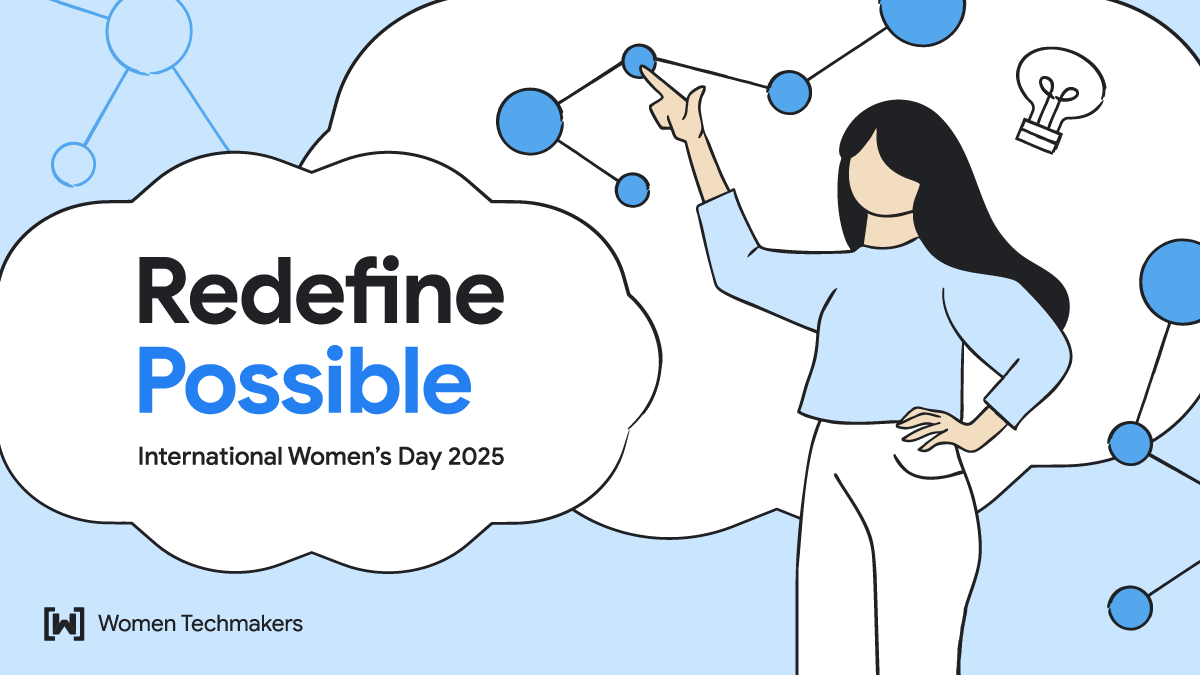 Redefine
Possible
International Women’s Day 2025
[W] Women Techmakers